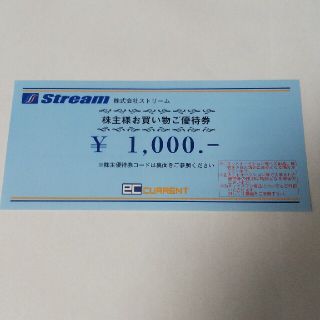 Stream 株式会社ストリーム
株主様お買い物ご優待券
¥ 1,000.-
※株主優待券コードは裏面をご参照ください
EC CURRENT